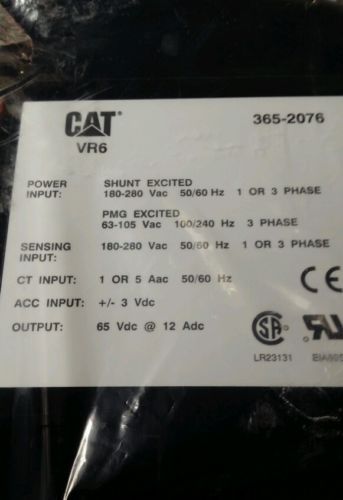 CAT 365-2076
VR6
POWER INPUT: SHUNT EXCITED
180-280 Vac 50/60 Hz 1 OR 3 PHASE
PMG EXCITED
63-105 Vac 100/240 Hz 3 PHASE
SENSING INPUT: 180-280 Vac 50/60 Hz 1 OR 3 PHASE
CT INPUT: 1 OR 5 Aac 50/60 Hz
ACC INPUT: +/- 3 Vdc
OUTPUT: 65 Vdc @ 12 Adc
CE
SA RU
LR23131